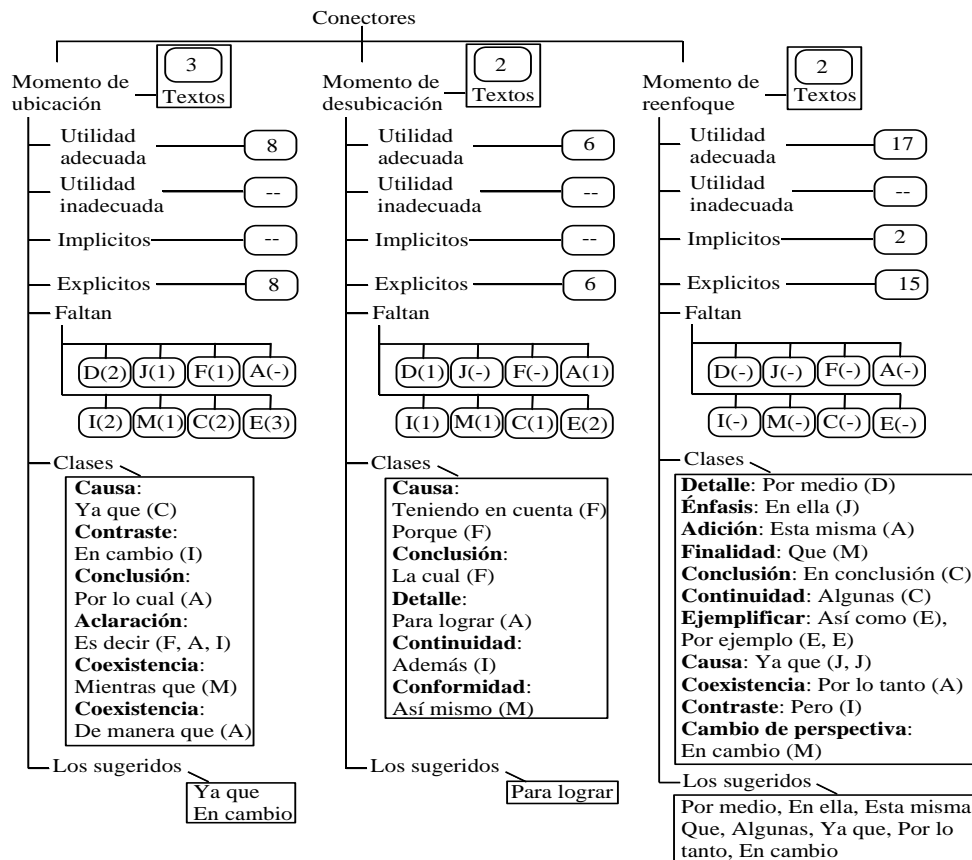 Conectores
3
Momento de
ubicación
Textos
Utilidad
adecuada
8
Utilidad
inadecuada
--
Implicitos
--
Explicitos
8
Faltan
D(2) J(1) F(1) A(-)
I(2) M(1) C(2) E(3)
Clases
Causa:
Ya que (C)
Contraste:
En cambio (I)
Conclusión:
Por lo cual (A)
Aclaración:
Es decir (F, A, I)
Coexistencia:
Mientras que (M)
Coexistencia:
De manera que (A)
Los sugeridos
Ya que
En cambio
2
Momento de
desubicación
Textos
Utilidad
adecuada
6
Utilidad
inadecuada
--
Implicitos
--
Explicitos
6
Faltan
D(1) J(-) F(-) A(1)
I(1) M(1) C(1) E(2)
Clases
Causa:
Teniendo en cuenta (F)
Porque (F)
Conclusión:
La cual (F)
Detalle:
Para lograr (A)
Continuidad:
Además (I)
Conformidad:
Así mismo (M)
Los sugeridos
Para lograr
2
Momento de
reenfoque
Textos
Utilidad
adecuada
17
Utilidad
inadecuada
--
Implicitos
2
Explicitos
15
Faltan
D(-) J(-) F(-) A(-)
I(-) M(-) C(-) E(-)
Clases
Detalle: Por medio (D)
Énfasis: En ella (J)
Adición: Esta misma (A)
Finalidad: Que (M)
Conclusión: En conclusión (C)
Continuidad: Algunas (C)
Ejemplificar: Así como (E),
Por ejemplo (E, E)
Causa: Ya que (J, J)
Coexistencia: Por lo tanto (A)
Contraste: Pero (I)
Cambio de perspectiva:
En cambio (M)
Los sugeridos
Por medio, En ella, Esta misma
Que, Algunas, Ya que, Por lo
tanto, En cambio